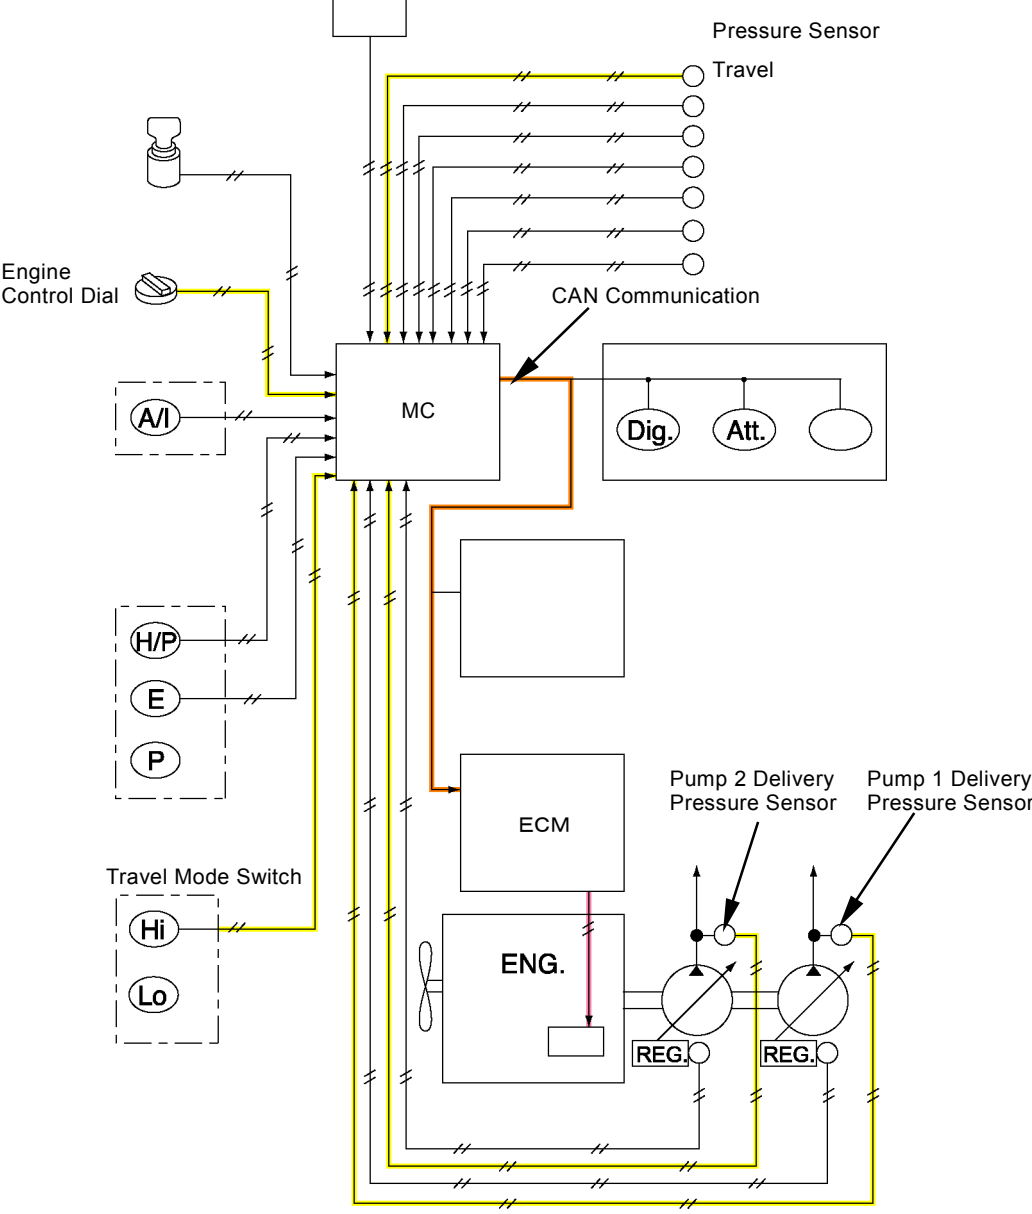 Pressure Sensor
Travel
Engine
Control Dial
CAN Communication
A/I
MC
Dig.
Att.
H/P
E
P
ECM
Pump 2 Delivery
Pressure Sensor
Pump 1 Delivery
Pressure Sensor
Travel Mode Switch
Hi
Lo
ENG.
REG.
REG.